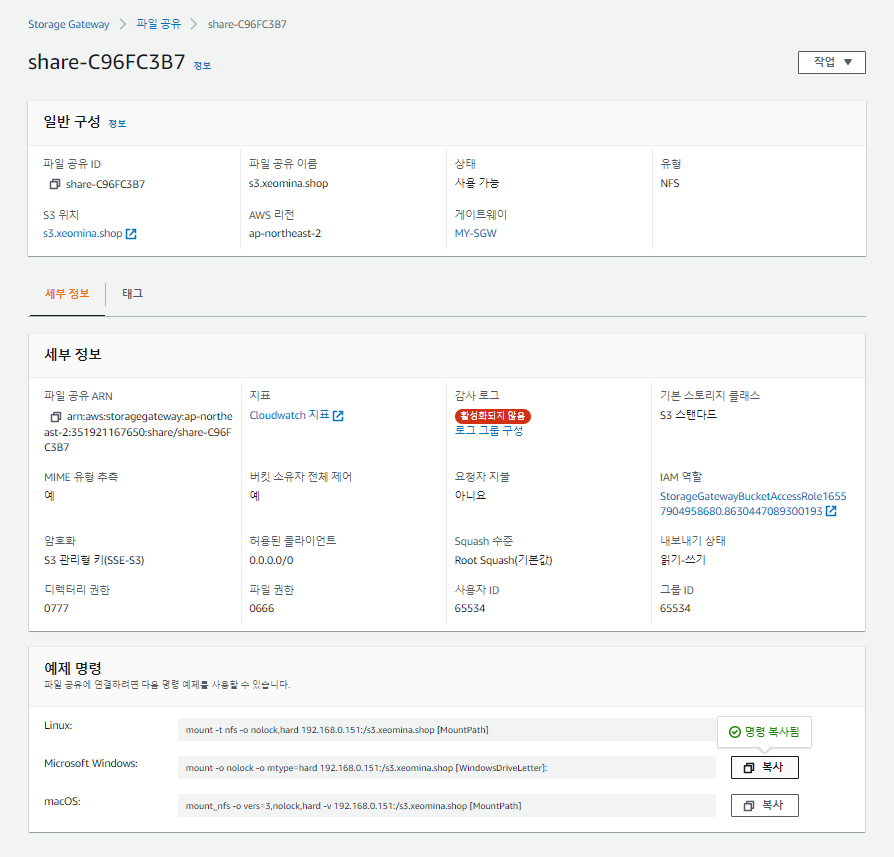 Storage Gateway > 파일 공유 > share-C96FC3B7
share-C96FC3B7 정보
작업 ▼
일반 구성 정보
파일 공유 ID
share-C96FC3B7
파일 공유 이름
s3.xeomina.shop
상태
사용 가능
유형
NFS
S3 위치
s3.xeomina.shop
AWS 리전
ap-northeast-2
게이트웨이
MY-SGW
세부 정보
태그
세부 정보
파일 공유 ARN
arn:aws:storagegateway:ap-northe
ast-2:351921167650:share/share-C96F
C3B7
지표
Cloudwatch 지표
감사 로그
활성화되지 않음
로그 그룹 구성
기본 스토리지 클래스
S3 스탠다드
MIME 유형 추측
예
버킷 소유자 전체 제어
예
요청자 지불
아니요
IAM 역할
StorageGatewayBucketAccessRole1655
7904958680.8630447089300193
암호화
S3 관리형 키(SSE-S3)
허용된 클라이언트
0.0.0.0/0
Squash 수준
Root Squash(기본값)
내보내기 상태
읽기-쓰기
디렉터리 권한
0777
파일 권한
0666
사용자 ID
65534
그룹 ID
65534
예제 명령
파일 공유에 연결하려면 다음 명령 예제를 사용할 수 있습니다.
Linux:
mount -t nfs -o nolock,hard 192.168.0.151:/s3.xeomina.shop [MountPath]
명령 복사됨
Microsoft Windows:
mount -o nolock -o mtype=hard 192.168.0.151:/s3.xeomina.shop [WindowsDriveLetter]:
복사
macOS:
mount_nfs -o vers=3,nolock,hard -v 192.168.0.151:/s3.xeomina.shop [MountPath]
복사